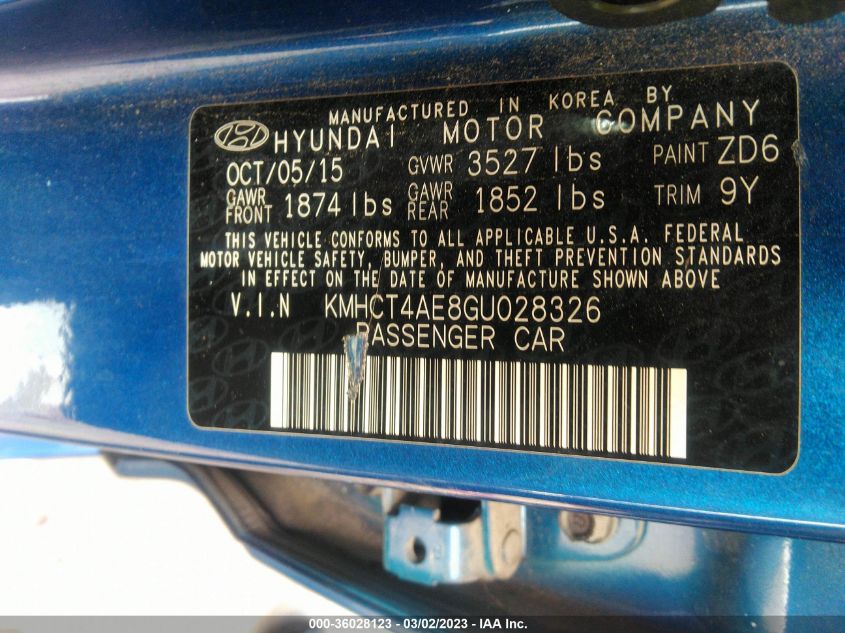 MANUFACTURED IN KOREA BY
HYUNDAI MOTOR COMPANY
OCT/05/15 GVWR 3527 lbs PAINT ZD6
GAWR FRONT 1874 lbs GAWR REAR 1852 lbs TRIM 9Y
THIS VEHICLE CONFORMS TO ALL APPLICABLE U.S.A. FEDERAL
MOTOR VEHICLE SAFETY, BUMPER, AND THEFT PREVENTION STANDARDS
IN EFFECT ON THE DATE OF MANUFACTURE SHOWN ABOVE
V.I.N KMHCT4AE8GU028326
PASSENGER CAR
000-36028123 - 03/02/2023 - IAA Inc.